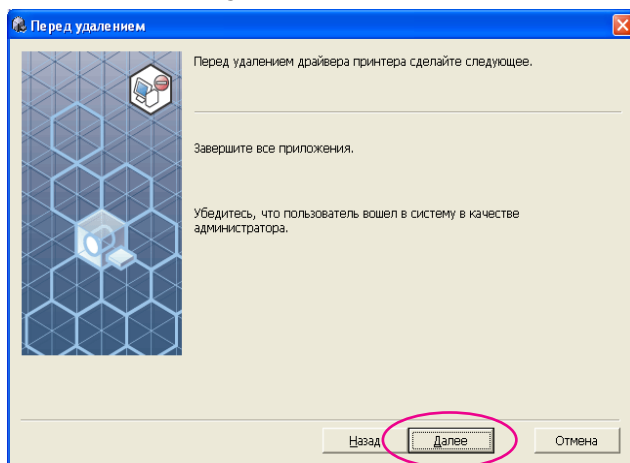 Перед удалением
Перед удалением драйвера принтера сделайте следующее.
Завершите все приложения.
Убедитесь, что пользователь вошел в систему в качестве
администратора.
Назад
Далее
Отмена